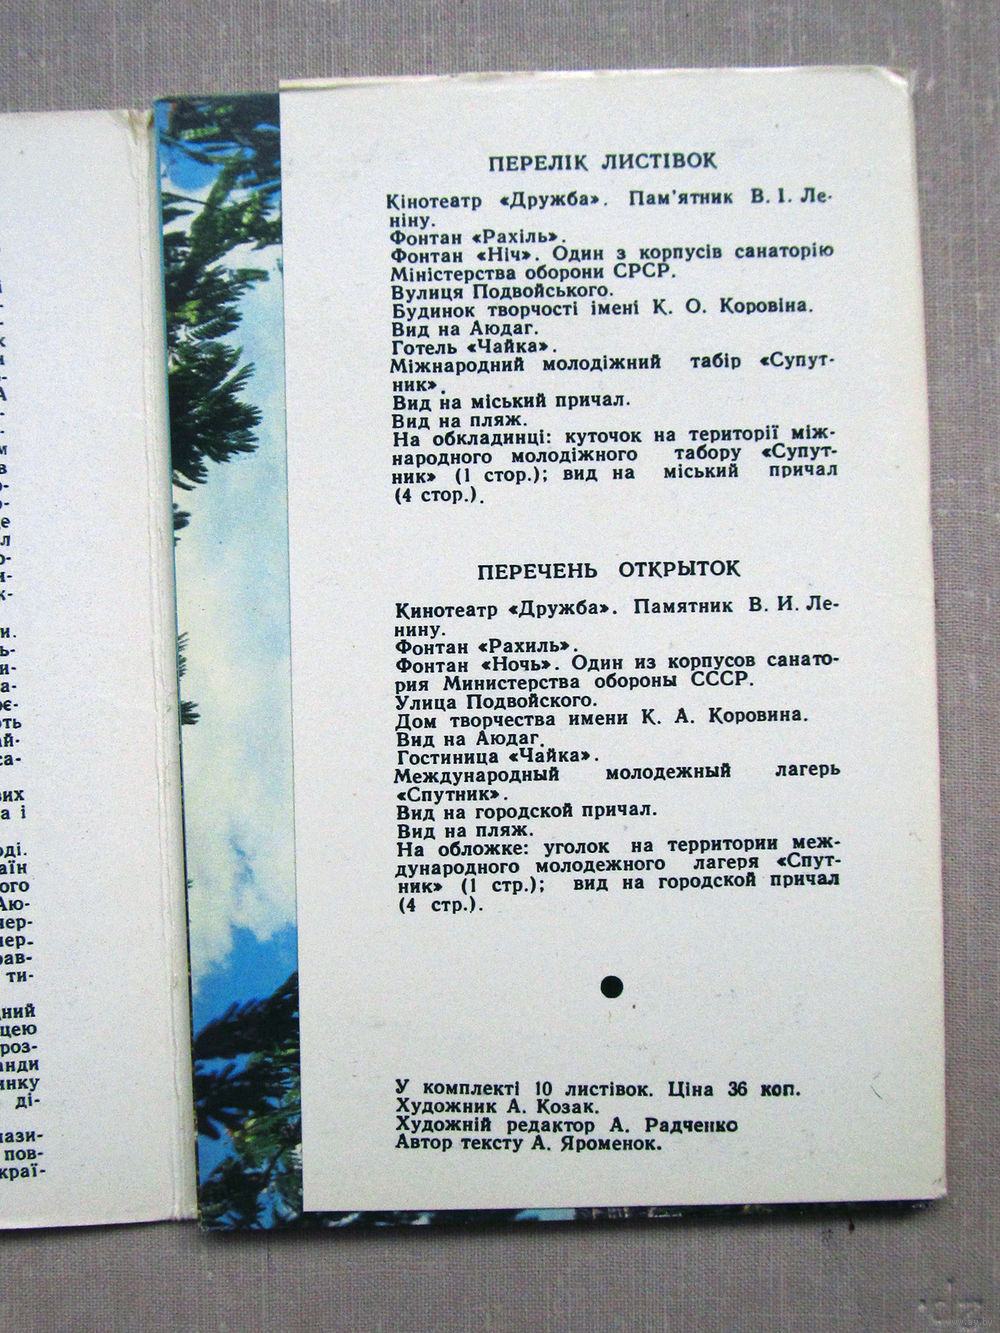 ПЕРЕЛІК ЛИСТІВОК
Кінотеатр «Дружба». Пам'ятник В. І. Ле-
ніну.
Фонтан «Рахіль».
Фонтан «Ніч». Один з корпусів санаторію
Міністерства оборони СРСР.
Вулиця Подвойського.
Будинок творчості імені К. О. Коровіна.
Вид на Аюдаг.
Готель «Чайка».
Міжнародний молодіжний табір «Супут-
ник».
Вид на міський причал.
Вид на пляж.
На обкладинці: куточок на території між-
народного молодіжного табору «Супут-
ник» (1 стор.); вид на міський причал
(4 стор.).
ПЕРЕЧЕНЬ ОТКРЫТОК
Кинотеатр «Дружба». Памятник В. И. Ле-
нину.
Фонтан «Рахиль».
Фонтан «Ночь». Один из корпусов санато-
рия Министерства обороны СССР.
Улица Подвойского.
Дом творчества имени К. А. Коровина.
Вид на Аюдаг.
Гостиница «Чайка».
Международный молодежный лагерь
«Спутник».
Вид на городской причал.
Вид на пляж.
На обложке: уголок на территории меж-
дународного молодежного лагеря «Спут-
ник» (1 стр.); вид на городской причал
(4 стр.).
У комплекті 10 листівок. Ціна 36 коп.
Художник А. Козак.
Художній редактор А. Радченко
Автор тексту А. Яроменок.